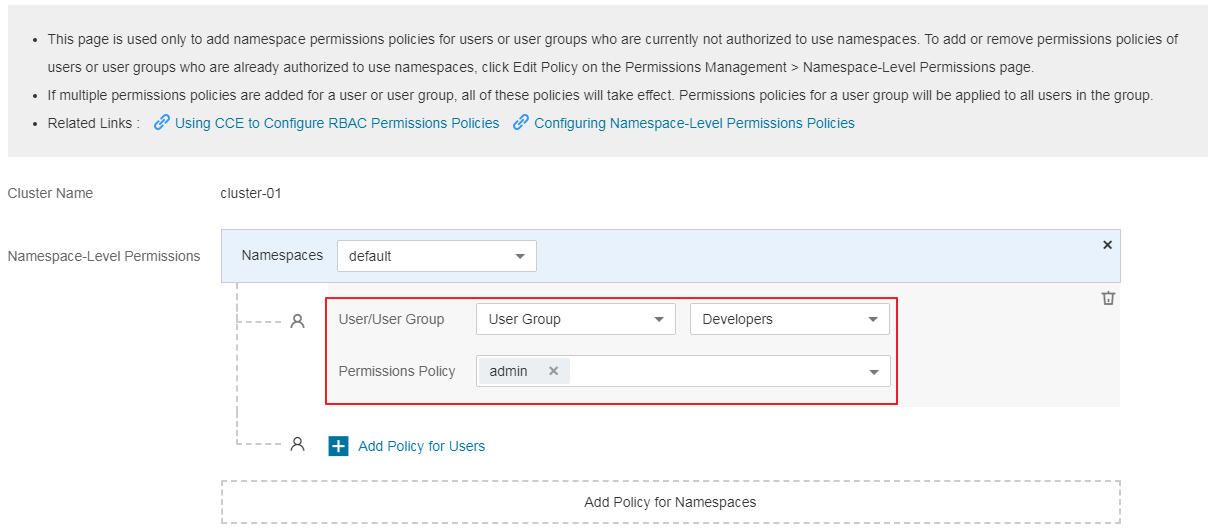 This page is used only to add namespace permissions policies for users or user groups who are currently not authorized to use namespaces. To add or remove permissions policies of
users or user groups who are already authorized to use namespaces, click Edit Policy on the Permissions Management > Namespace-Level Permissions page.
If multiple permissions policies are added for a user or user group, all of these policies will take effect. Permissions policies for a user group will be applied to all users in the group.
Related Links : Using CCE to Configure RBAC Permissions Policies Configuring Namespace-Level Permissions Policies
Cluster Name cluster-01
Namespace-Level Permissions Namespaces default
User/User Group User Group Developers
Permissions Policy admin
Add Policy for Users
Add Policy for Namespaces